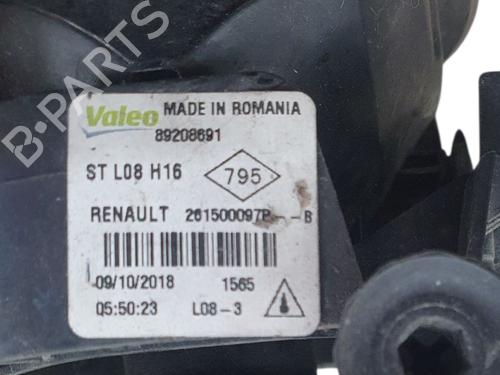 B-PARTS
Valeo MADE IN ROMANIA
89208691
ST L08 H16 795
RENAULT 261500097R--B
09/10/2018 1565
05:50:23 L08-3